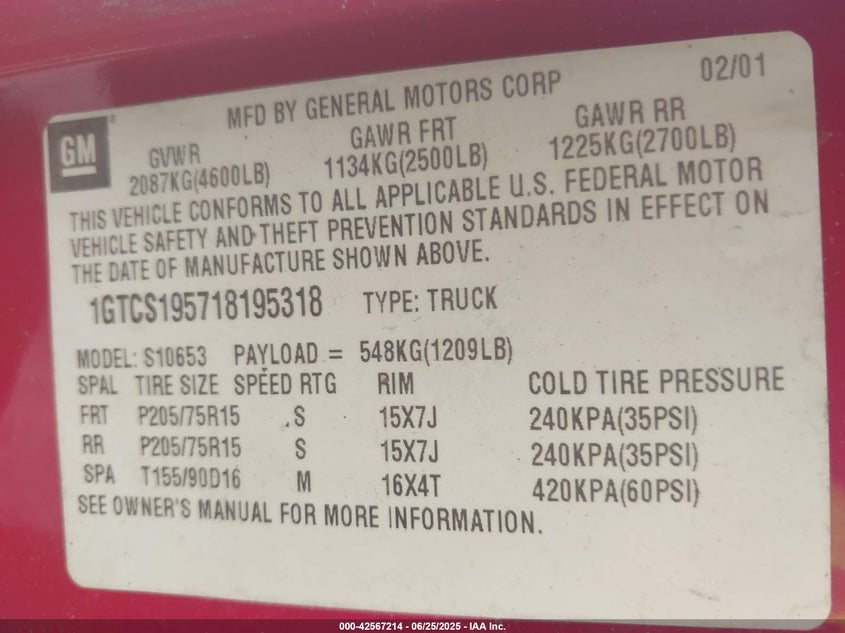 02/01
MFD BY GENERAL MOTORS CORP
GM®
GVWR GAWR FRT GAWR RR
2087KG(4600LB) 1134KG(2500LB) 1225KG(2700LB)
THIS VEHICLE CONFORMS TO ALL APPLICABLE U.S. FEDERAL MOTOR
VEHICLE SAFETY AND THEFT PREVENTION STANDARDS IN EFFECT ON
THE DATE OF MANUFACTURE SHOWN ABOVE.
1GTCS195718195318 TYPE: TRUCK
MODEL: S10653 PAYLOAD = 548KG(1209LB)
SPAL TIRE SIZE SPEED RTG RIM COLD TIRE PRESSURE
FRT P205/75R15 S 15X7J 240KPA(35PSI)
RR P205/75R15 S 15X7J 240KPA(35PSI)
SPA T155/90D16 M 16X4T 420KPA(60PSI)
SEE OWNER'S MANUAL FOR MORE INFORMATION.
000-42567214 - 06/25/2025 - IAA Inc.